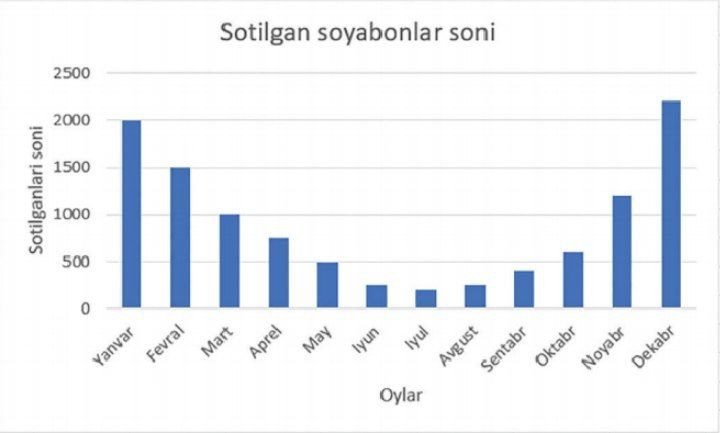 Sotilgan soyabonlar soni
Sotilganlari soni
2500
2000
1500
1000
500
0
Yanvar
Fevral
Mart
Aprel
May
Iyun
Iyul
Avgust
Sentabr
Oktabr
Noyabr
Dekabr
Oylar